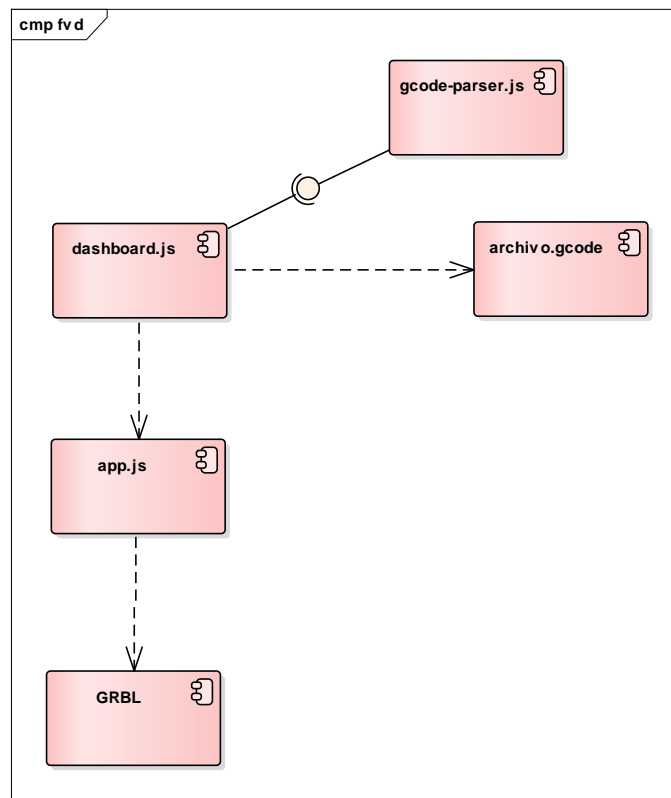 cmp fvd
gcode-parser.js
dashboard.js
archivo.gcode
app.js
GRBL